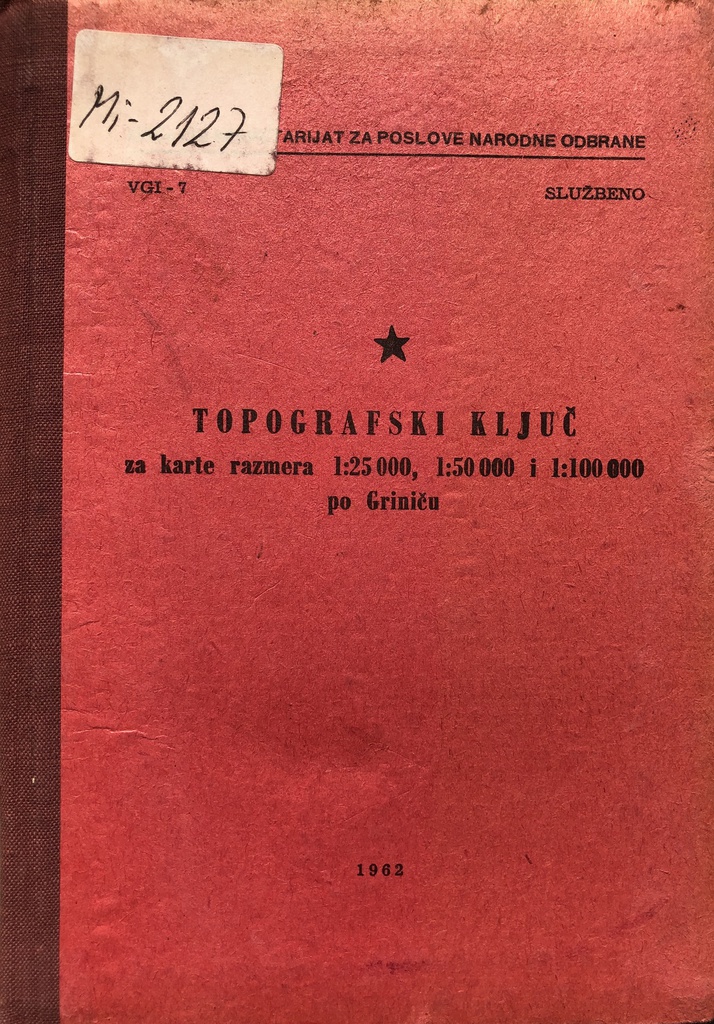 Mi-2127
ARIJAT ZA POSLOVE NARODNE ODBRANE
VGI - 7
SLUŽBENO
TOPOGRAFSKI KLJUČ
za karte razmera 1:25 000, 1:50 000 i 1:100 000
po Griniču
1962